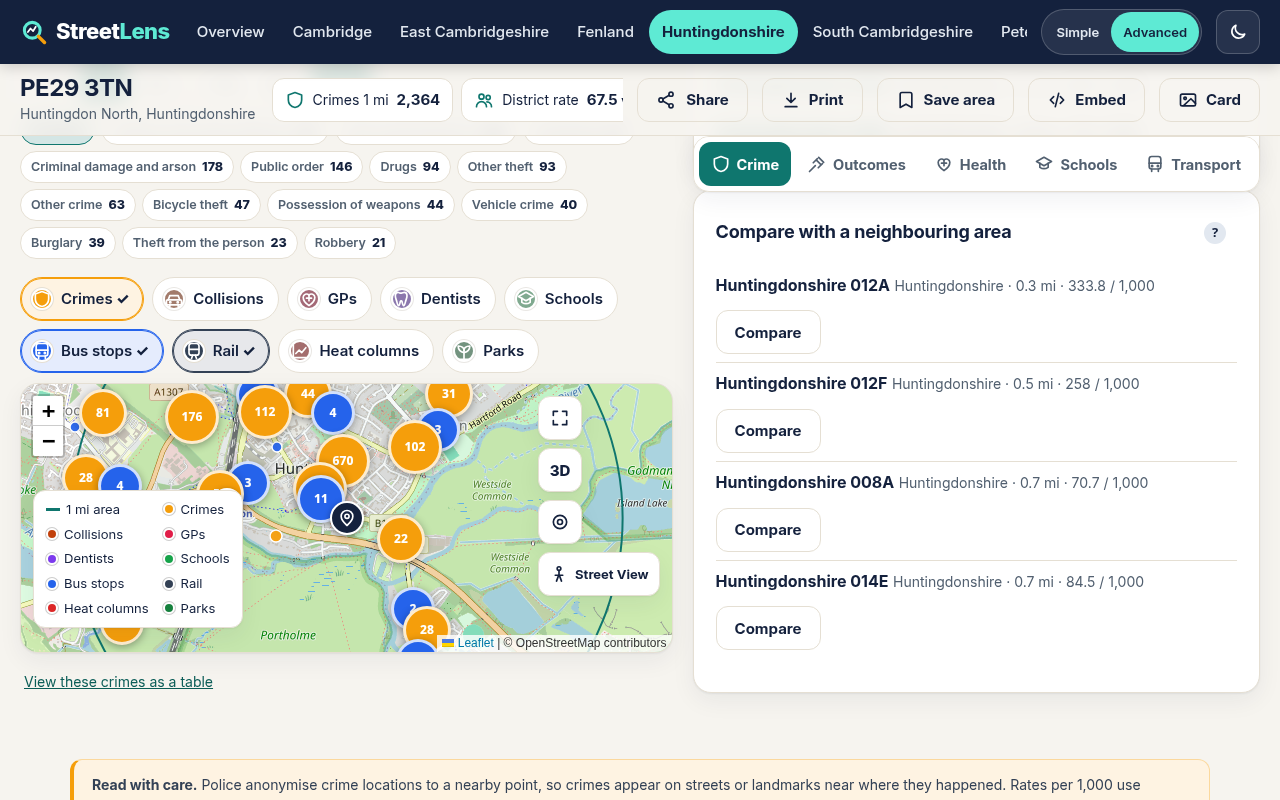 StreetLens Overview Cambridge East Cambridgeshire Fenland Huntingdonshire South Cambridgeshire Simple Advanced
PE29 3TN
Huntingdon North, Huntingdonshire
Crimes 1 mi 2,364 District rate 67.5
Share Print Save area Embed Card
Criminal damage and arson 178 Public order 146 Drugs 94 Other theft 93
Other crime 63 Bicycle theft 47 Possession of weapons 44 Vehicle crime 40
Burglary 39 Theft from the person 23 Robbery 21
Crimes ✓ Collisions GPs Dentists Schools
Bus stops ✓ Rail ✓ Heat columns Parks
+
−
A1307
81
176
112
44
4
31
3
Hartford Road
102
670
28
4
3
11
22
2
28
Godman
Island Lake
Westside
Common
Westside
Common
Portholme
3D
Street View
1 mi area Crimes
Collisions GPs
Dentists Schools
Bus stops Rail
Heat columns Parks
Leaflet | © OpenStreetMap contributors
View these crimes as a table
Crime Outcomes Health Schools Transport
Compare with a neighbouring area ?
Huntingdonshire 012A Huntingdonshire · 0.3 mi · 333.8 / 1,000
Compare
Huntingdonshire 012F Huntingdonshire · 0.5 mi · 258 / 1,000
Compare
Huntingdonshire 008A Huntingdonshire · 0.7 mi · 70.7 / 1,000
Compare
Huntingdonshire 014E Huntingdonshire · 0.7 mi · 84.5 / 1,000
Compare
Read with care. Police anonymise crime locations to a nearby point, so crimes appear on streets or landmarks near where they happened. Rates per 1,000 use